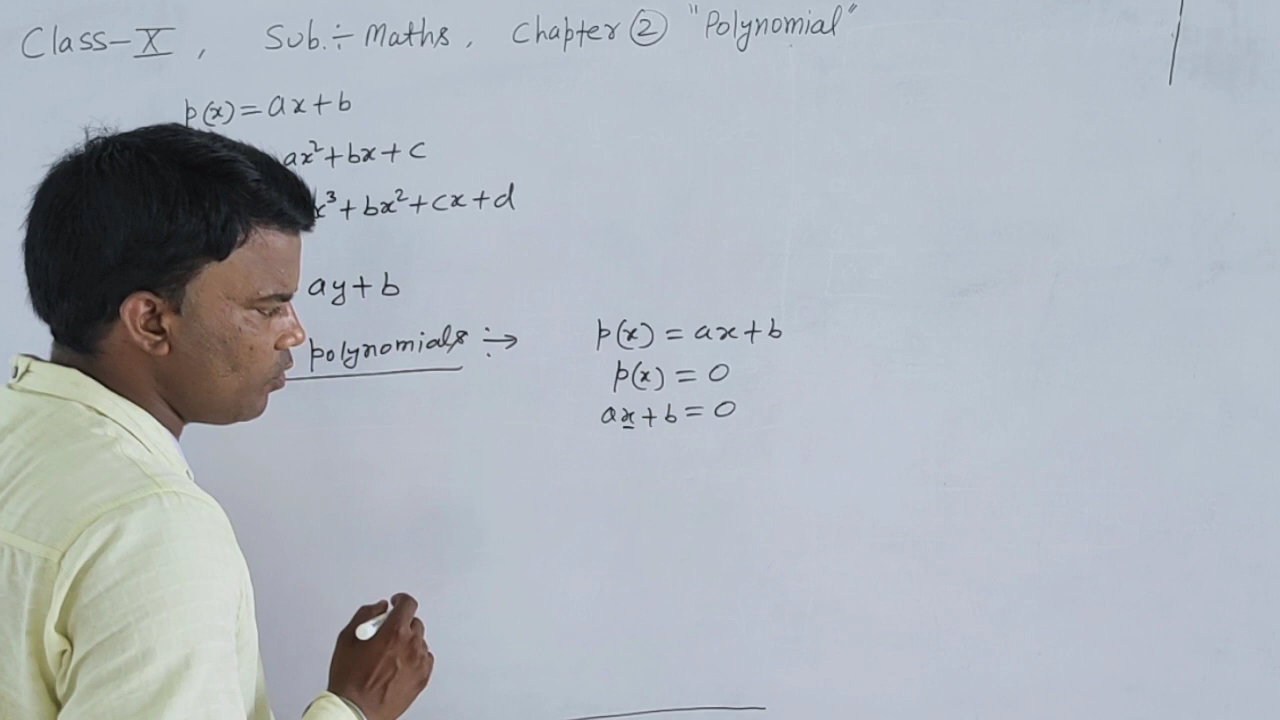 Class-X, Sub.÷ Maths, Chapter ② "Polynomial"
p(x)=ax+b
ax²+bx+c
x³+bx²+cx+d
ay+b
polynomials ÷→
p(x) = ax+b
p(x) = 0
ax+b=0